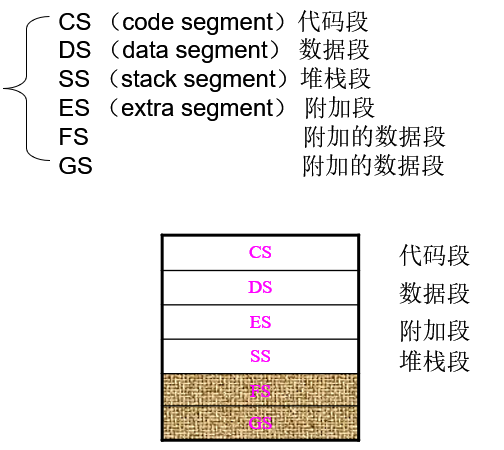 CS （code segment）代码段
DS （data segment） 数据段
SS （stack segment）堆栈段
ES （extra segment） 附加段
FS 附加的数据段
GS 附加的数据段
CS 代码段
DS 数据段
ES 附加段
SS 堆栈段
FS
GS